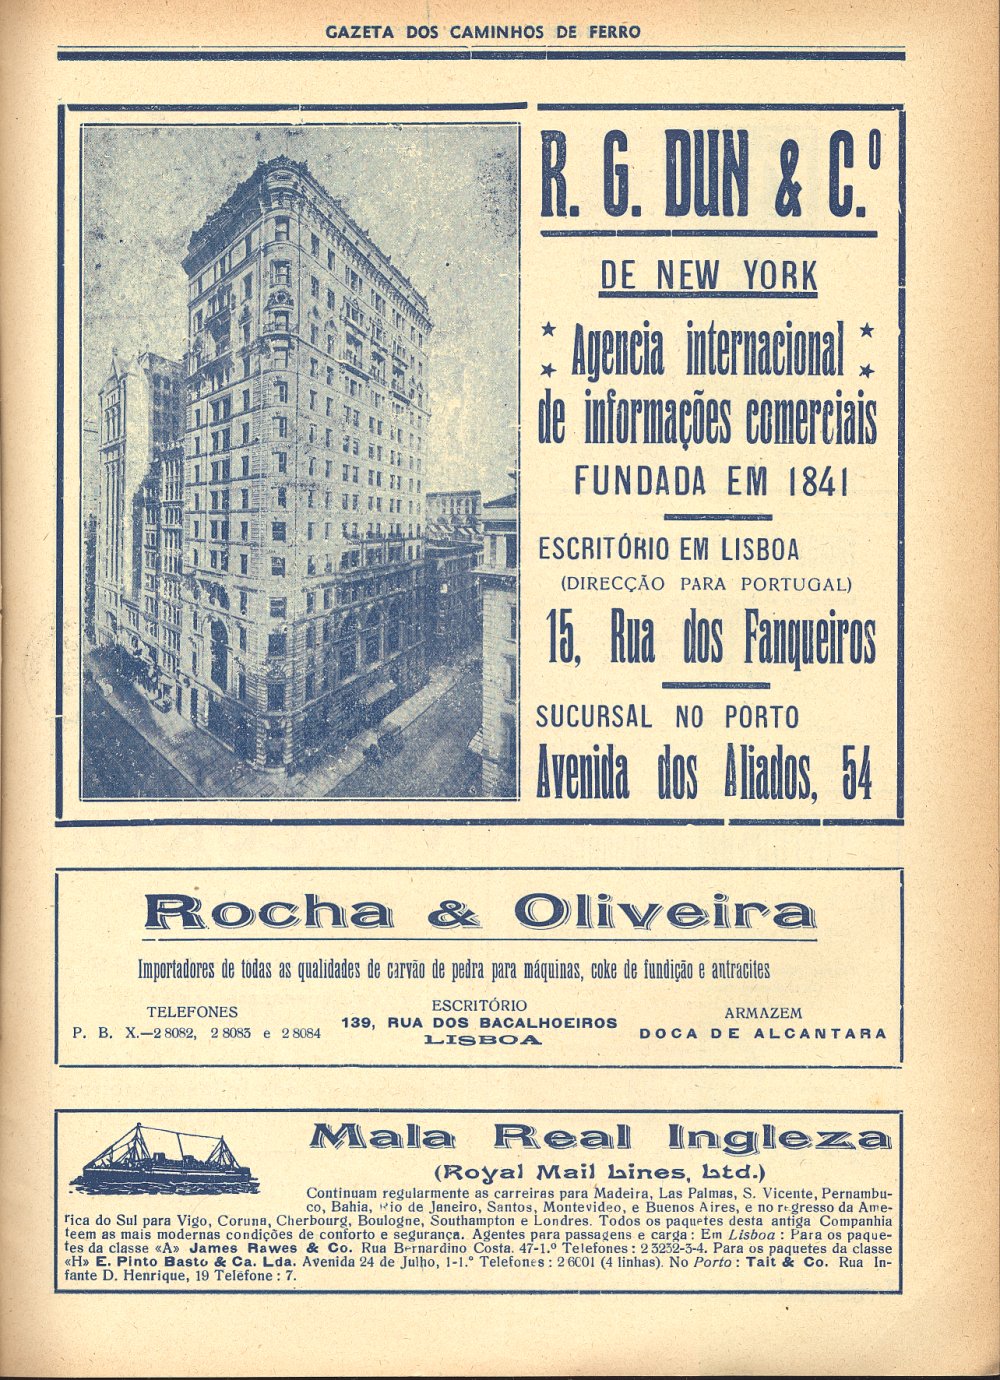 GAZETA DOS CAMINHOS DE FERRO
R. G. DUN & C.º
DE NEW YORK
Agencia internacional
de informações comerciais
FUNDADA EM 1841
ESCRITÓRIO EM LISBOA
(DIRECÇÃO PARA PORTUGAL)
15, Rua dos Fanqueiros
SUCURSAL NO PORTO
Avenida dos Aliados, 54
Rocha & Oliveira
Importadores de tôdas as qualidades de carvão de pedra para máquinas, coke de fundição e antracites
TELEFONES
P. B. X.—2 8082, 2 8083 e 2 8084
ESCRITÓRIO
139, RUA DOS BACALHOEIROS
LISBOA
ARMAZEM
DOCA DE ALCANTARA
Mala Real Ingleza
(Royal Mail Lines, Ltd.)
Continuam regularmente as carreiras para Madeira, Las Palmas, S. Vicente, Pernambu-
co, Bahia, Rio de Janeiro, Santos, Montevideo, e Buenos Aires, e no regresso da Ame-
rica do Sul para Vigo, Coruna, Cherbourg, Boulogne, Southampton e Londres. Todos os paquetes desta antiga Companhia
teem as mais modernas condições de conforto e segurança. Agentes para passagens e carga : Em Lisboa : Para os paque-
tes da classe «A» James Rawes & Co. Rua Bernardino Costa. 47-1.º Telefones : 2 3232-3-4. Para os paquetes da classe
«H» E. Pinto Basto & Ca. Lda. Avenida 24 de Julho, 1-1.° Telefones : 2 6001 (4 linhas). No Porto : Tait & Co. Rua In-
fante D. Henrique, 19 Teléfone : 7.